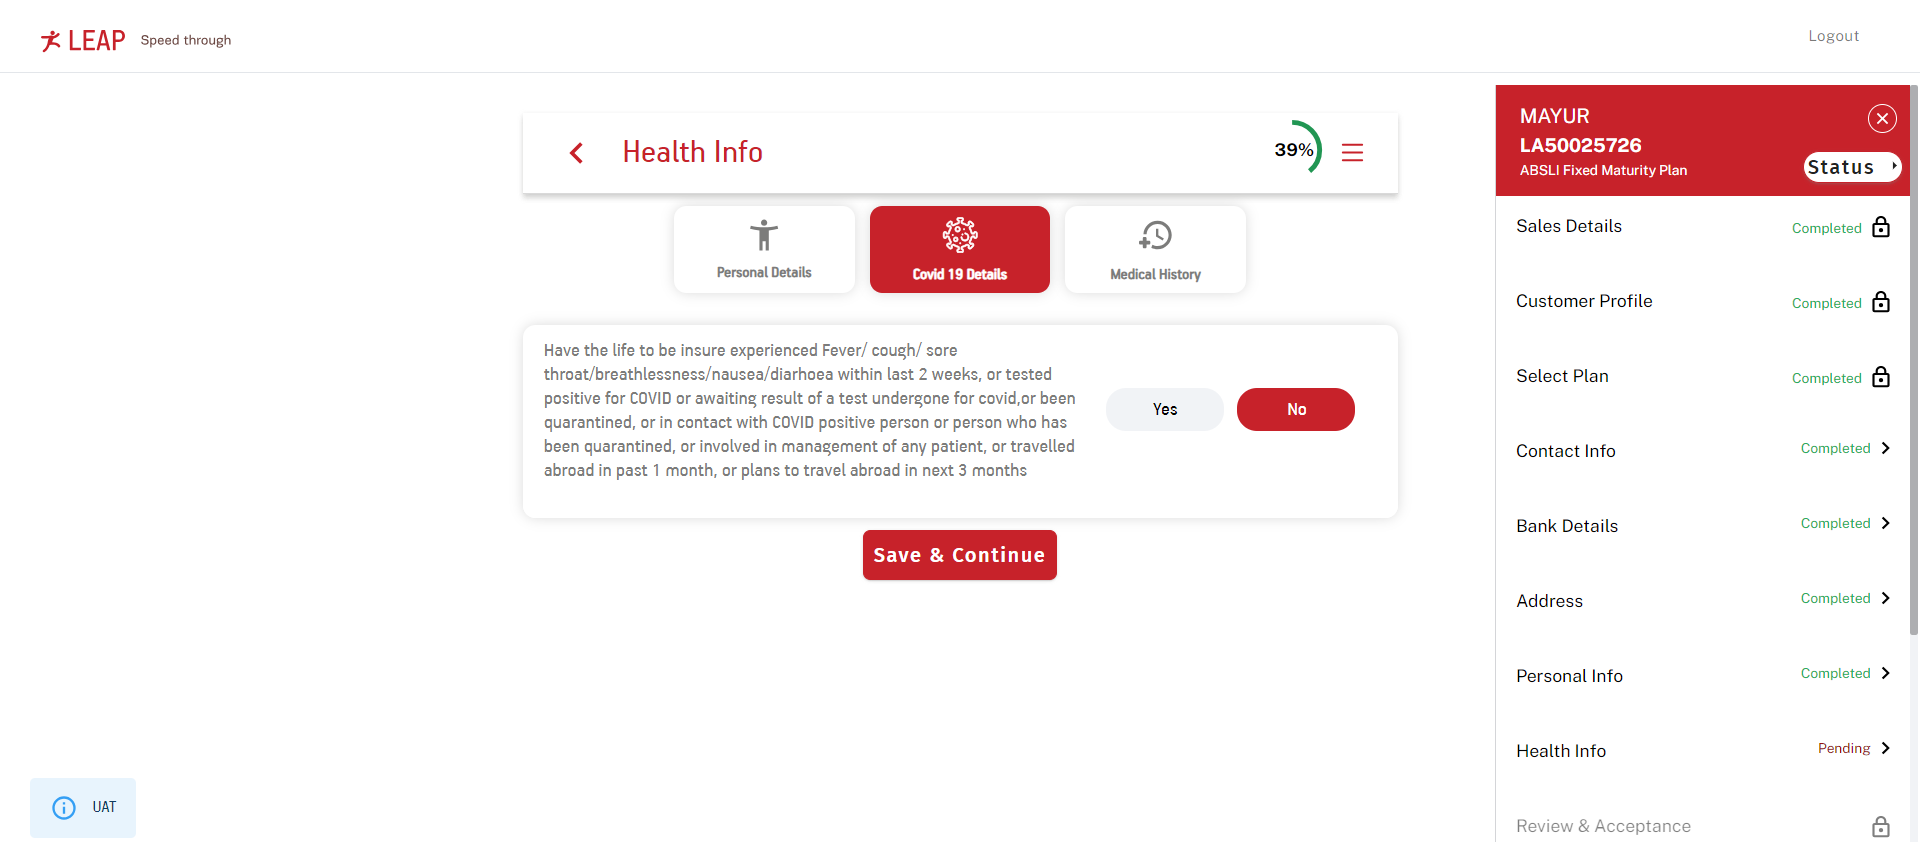 LEAP Speed through
Logout
Health Info
39%
Personal Details
Covid 19 Details
Medical History
Have the life to be insure experienced Fever/ cough/ sore
throat/breathlessness/nausea/diarhoea within last 2 weeks, or tested
positive for COVID or awaiting result of a test undergone for covid,or been
quarantined, or in contact with COVID positive person or person who has
been quarantined, or involved in management of any patient, or travelled
abroad in past 1 month, or plans to travel abroad in next 3 months
Yes
No
Save & Continue
UAT
MAYUR
LA50025726
ABSLI Fixed Maturity Plan
Status
Sales Details Completed
Customer Profile Completed
Select Plan Completed
Contact Info Completed
Bank Details Completed
Address Completed
Personal Info Completed
Health Info Pending
Review & Acceptance